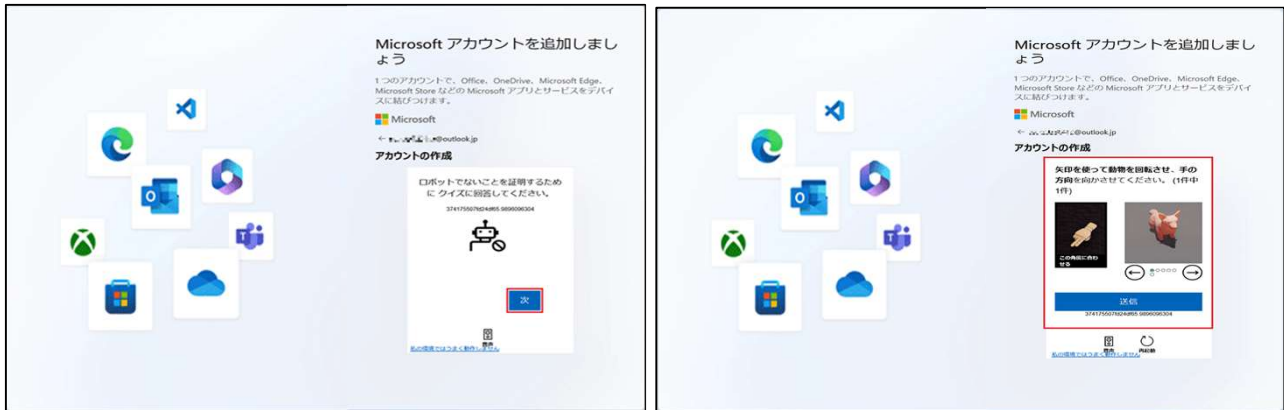 Microsoft アカウントを追加しまし
ょう
1 つのアカウントで、Office、OneDrive、Microsoft Edge、
Microsoft Store などの Microsoft アプリとサービスをデバイ
スに結びつけます。
Microsoft
@outlook.jp
アカウントの作成
ロボットでないことを証明するため
に クイズに回答してください。
次
音声
私の環境ではうまく動作しません
Microsoft アカウントを追加しまし
ょう
1 つのアカウントで、Office、OneDrive、Microsoft Edge、
Microsoft Store などの Microsoft アプリとサービスをデバイ
スに結びつけます。
Microsoft
@outlook.jp
アカウントの作成
矢印を使って動物を回転させ、手の
方向を向かさせてください。 (1件中
1件)
この角度に合わ
せる
送信
音声
再起動
私の環境ではうまく動作しません